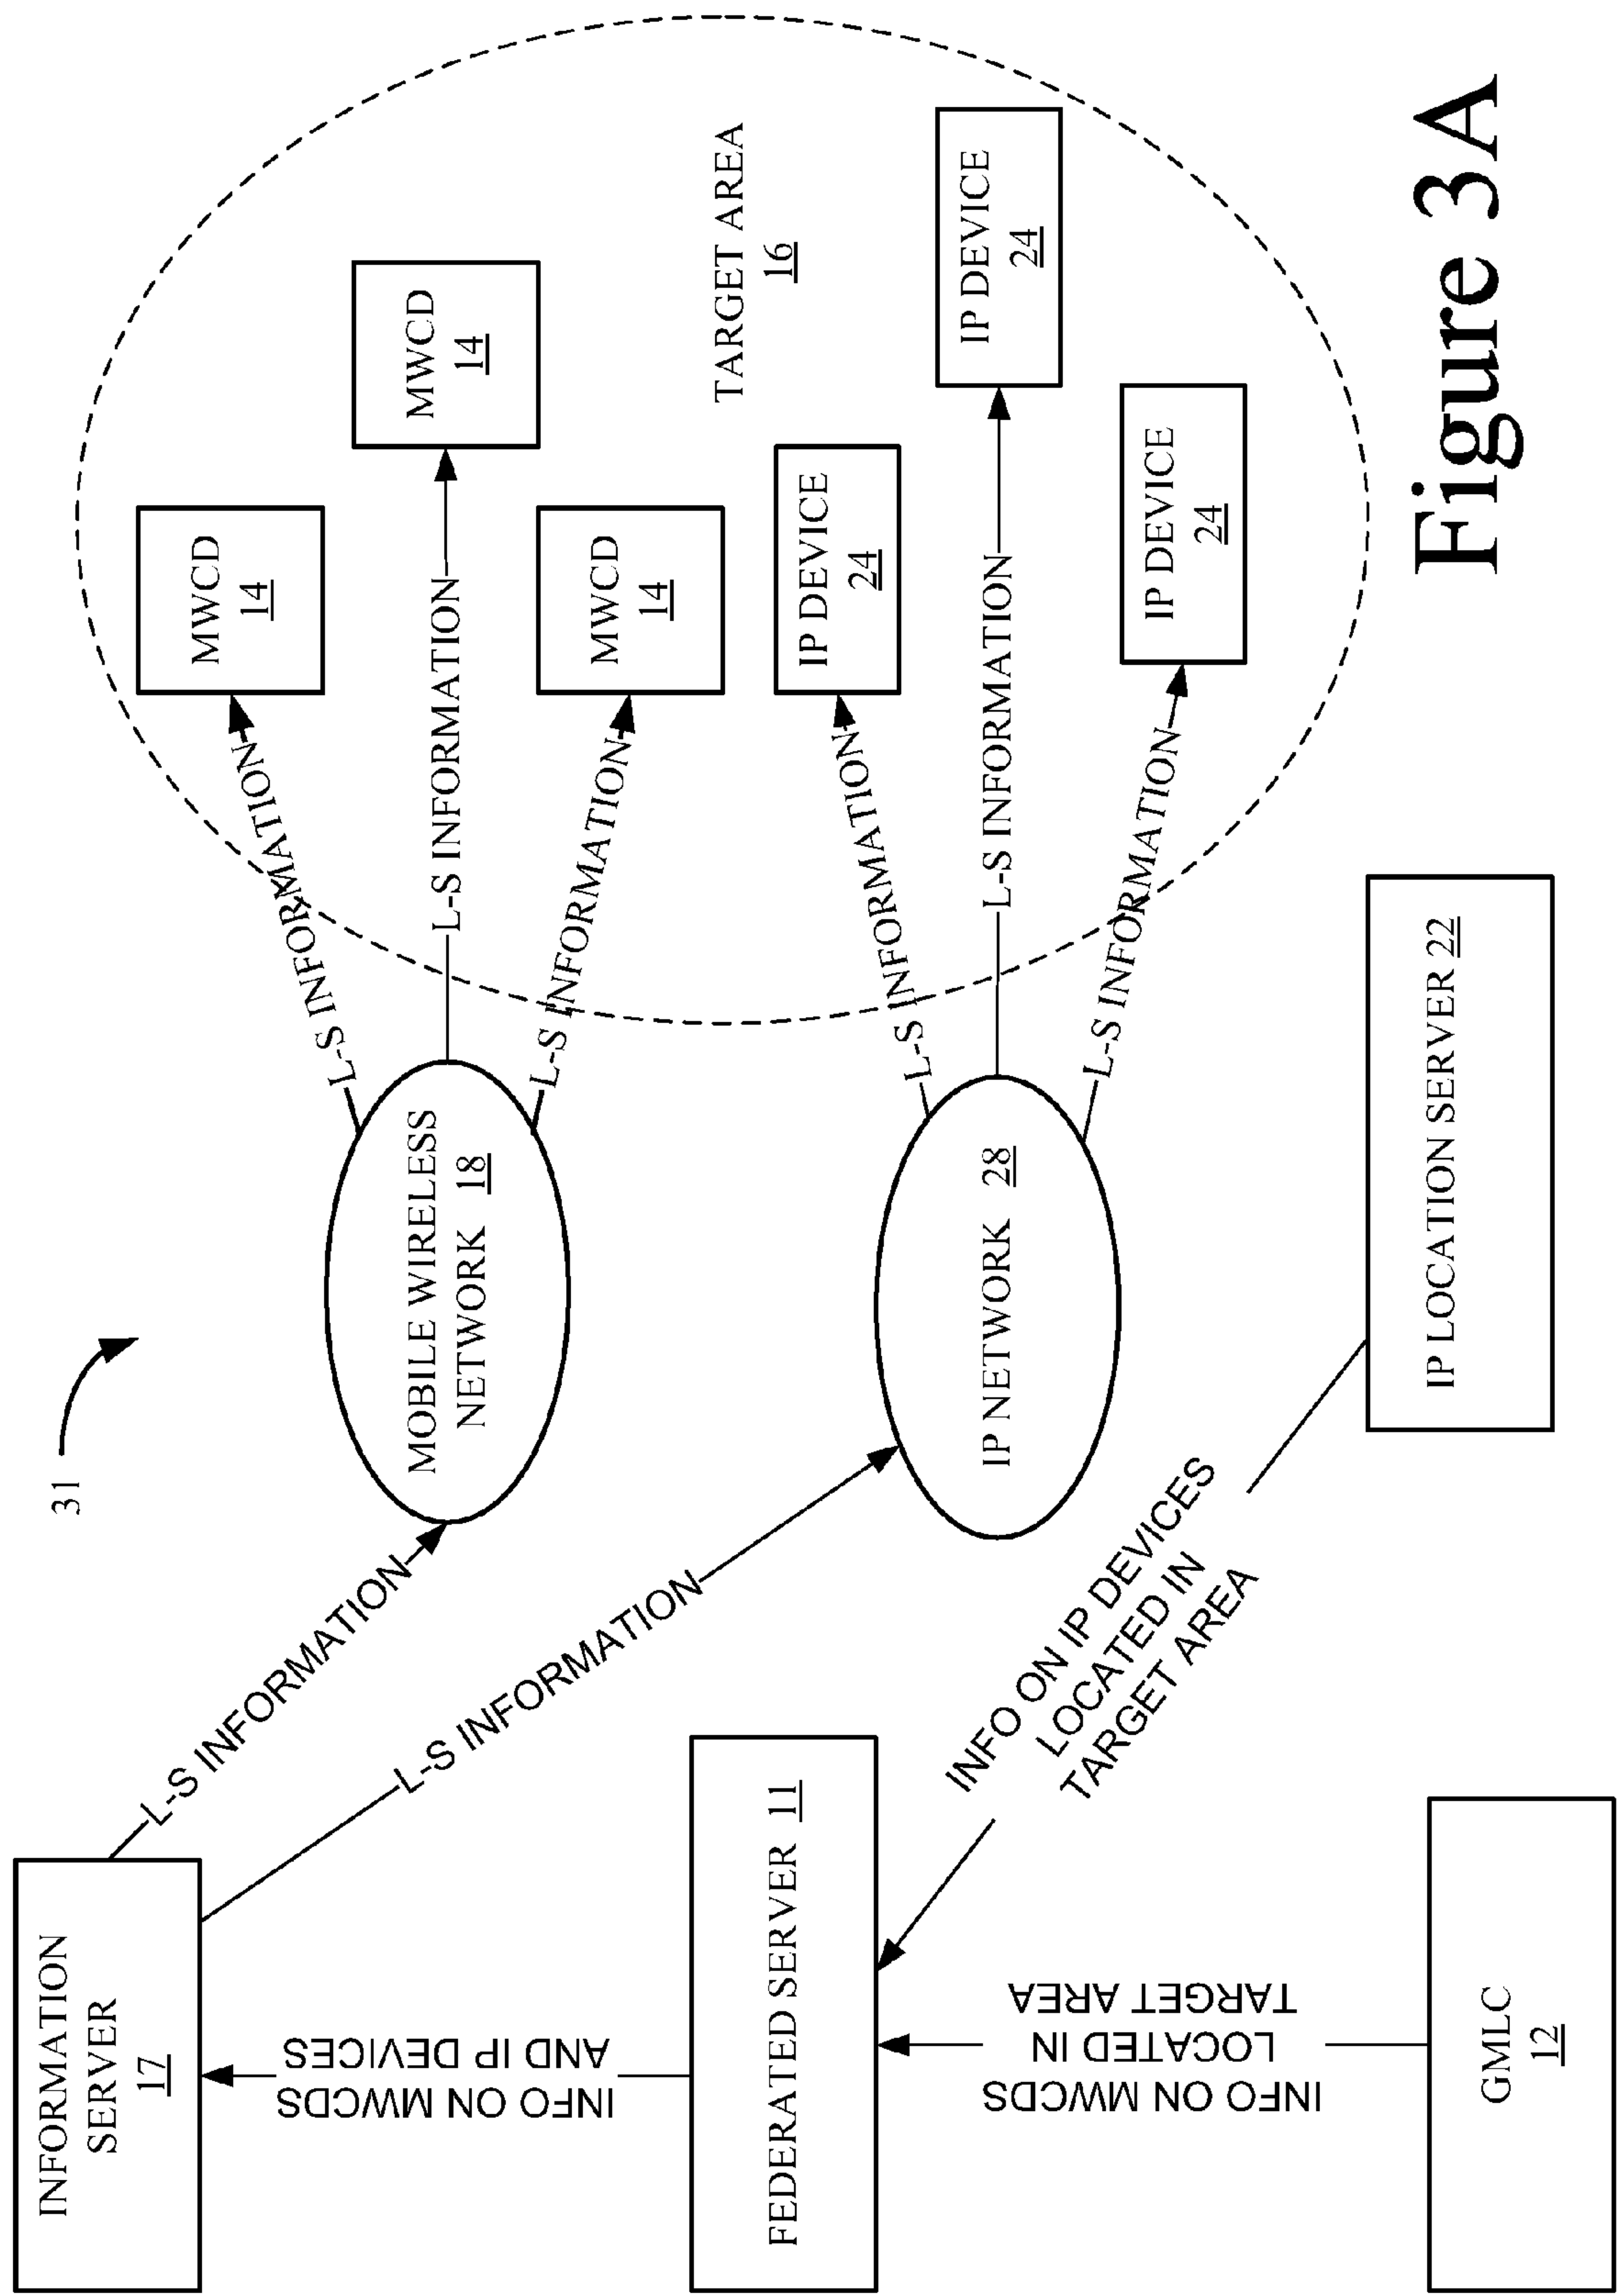 31
INFORMATION
SERVER
17
L-S INFORMATION
L-S INFORMATION
INFO ON MWCDS
AND IP DEVICES
FEDERATED SERVER 11
INFO ON MWCDS
LOCATED IN
TARGET AREA
GMLC
12
INFO ON IP DEVICES
LOCATED IN
TARGET AREA
IP LOCATION SERVER 22
MOBILE WIRELESS
NETWORK 18
IP NETWORK 28
L-S INFORMATION
L-S INFORMATION
L-S INFORMATION
L-S INFORMATION
L-S INFORMATION
L-S INFORMATION
MWCD
14
MWCD
14
MWCD
14
TARGET AREA
16
IP DEVICE
24
IP DEVICE
24
IP DEVICE
24
Figure 3A